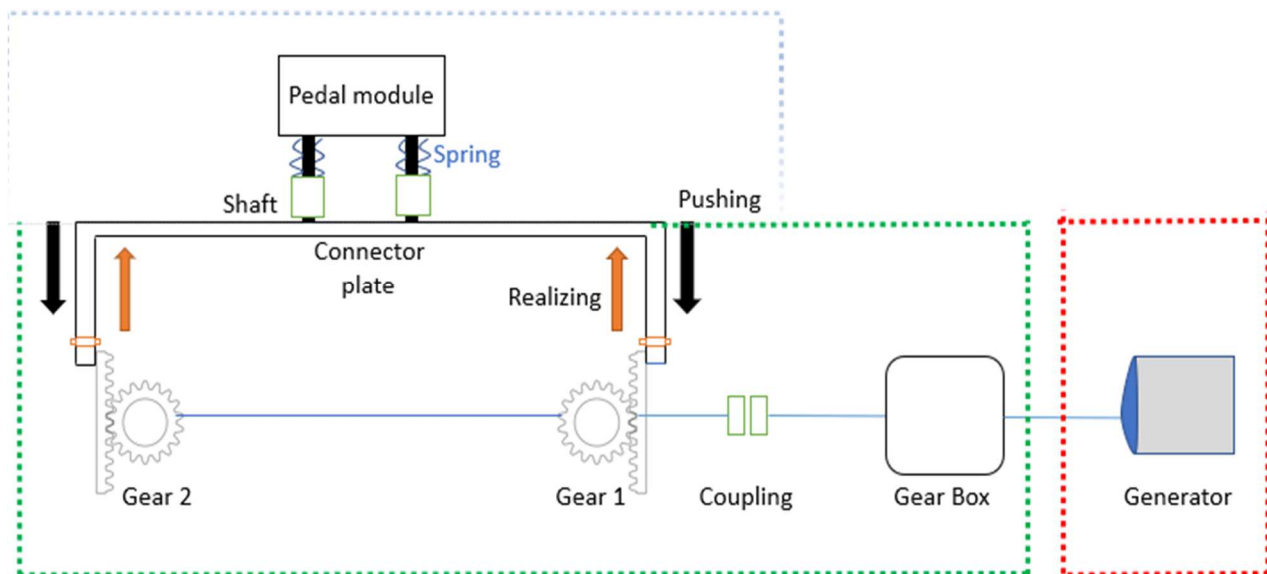 Pedal module
Spring
Shaft
Pushing
Connector
plate
Realizing
Gear 2
Gear 1
Coupling
Gear Box
Generator